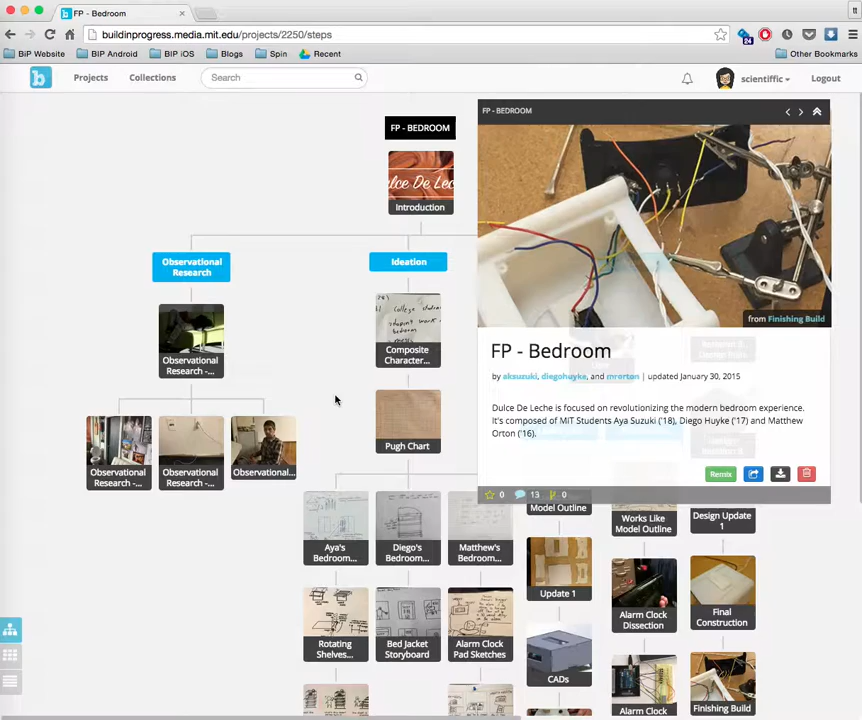 FP - Bedroom
tt
buildinprogress.media.mit.edu/projects/2250/steps
24
BiP Website
BIP Android
BIP iOS
Blogs
Spin
Recent
Other Bookmarks
b
Projects
Collections
Search
scientiffic
Logout
FP - BEDROOM
FP - BEDROOM
Dulce De Lec
Introduction
from Finishing Build
Observational
Research
Ideation
Observational
Research -...
Composite
Character...
Pugh Chart
Observational
Research -...
Observational
Research -...
Observational...
FP - Bedroom
by aksuzuki, diegohuyke, and mrorton | updated January 30, 2015
Dulce De Leche is focused on revolutionizing the modern bedroom experience.
It's composed of MIT Students Aya Suzuki ('18), Diego Huyke ('17) and Matthew
Orton ('16).
Remix
0
13
0
Aya's
Bedroom...
Diego's
Bedroom...
Matthew's
Bedroom...
Model Outline
Works Like
Model Outline
Design Update
1
Update 1
Alarm Clock
Dissection
Final
Construction
Rotating
Shelves...
Bed Jacket
Storyboard
Alarm Clock
Pad Sketches
CADs
Alarm Clock
Finishing Build